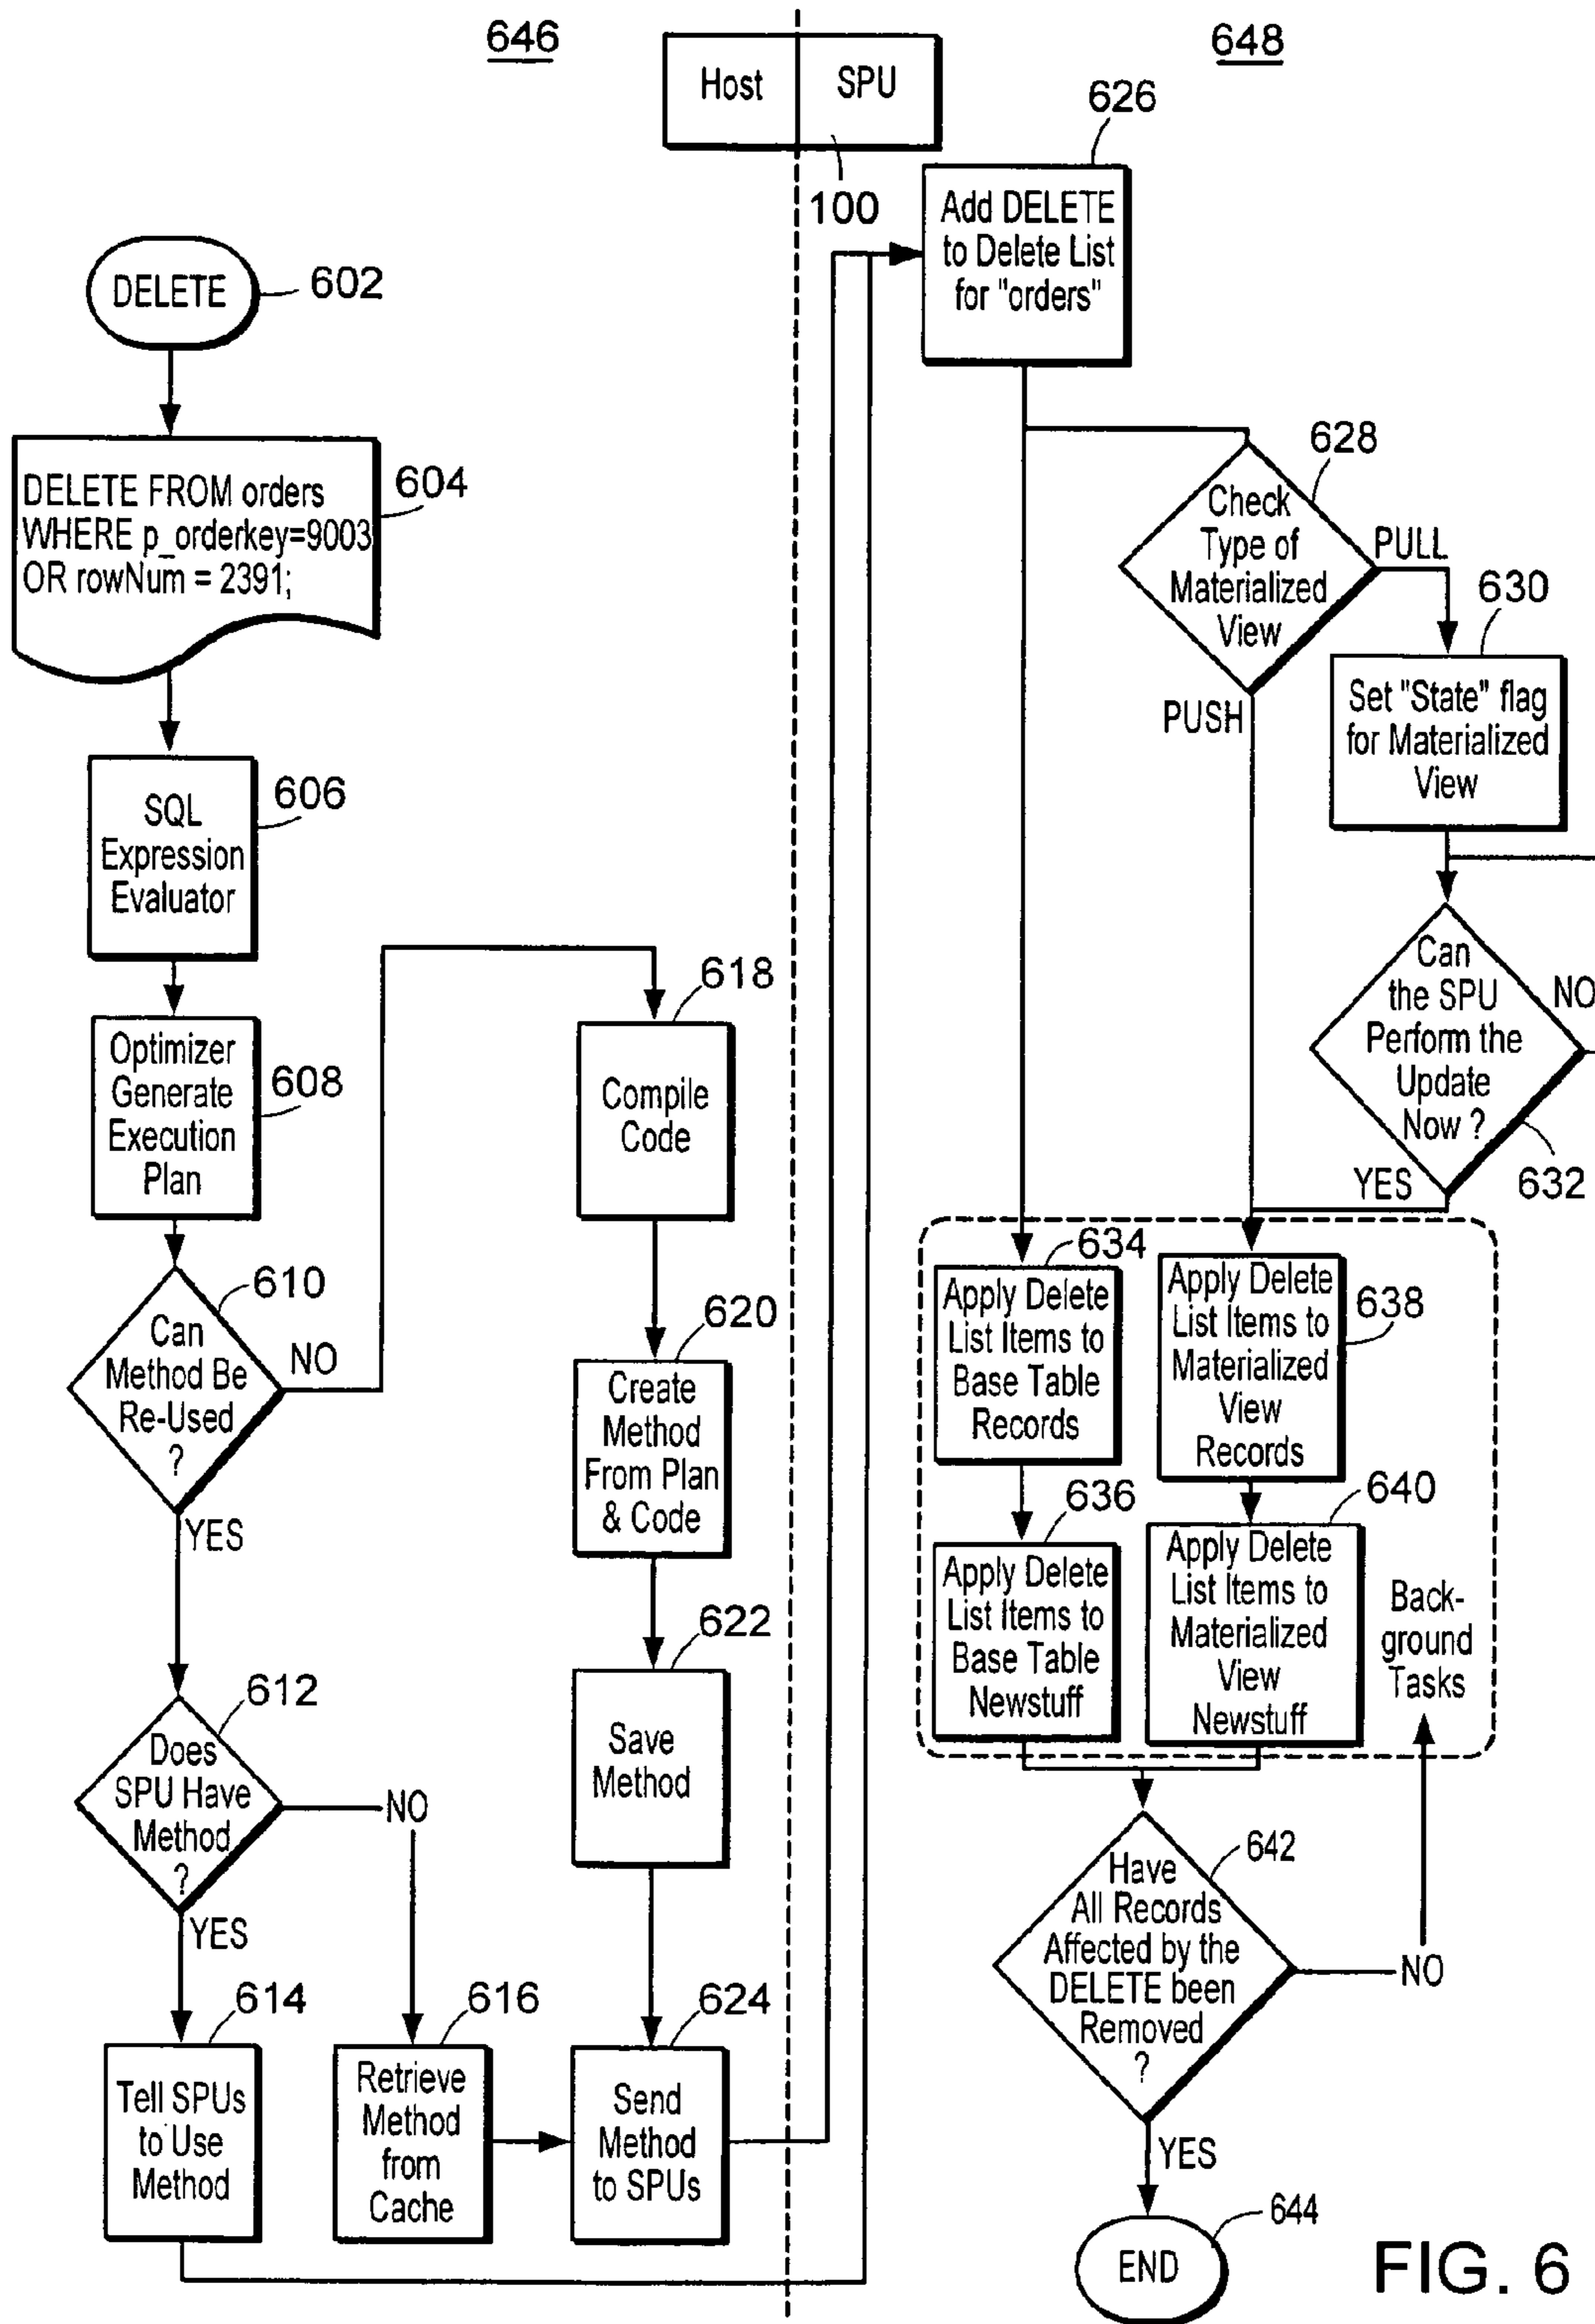 646
648
Host
SPU
100
626
Add DELETE
to Delete List
for "orders"
DELETE
602
DELETE FROM orders
WHERE p_orderkey=9003
OR rowNum = 2391;
604
SQL
Expression
Evaluator
606
Optimizer
Generate
Execution
Plan
608
610
Can
Method Be
Re-Used
?
NO
YES
612
Does
SPU Have
Method
?
NO
YES
614
Tell SPUs
to Use
Method
616
Retrieve
Method
from
Cache
618
Compile
Code
620
Create
Method
From Plan
& Code
622
Save
Method
624
Send
Method
to SPUs
628
Check
Type of
Materialized
View
PULL
PUSH
630
Set "State" flag
for Materialized
View
Can
the SPU
Perform the
Update
Now ?
NO
YES
632
634
Apply Delete
List Items to
Base Table
Records
636
Apply Delete
List Items to
Base Table
Newstuff
Apply Delete
List Items to
Materialized
View
Records
638
640
Apply Delete
List Items to
Materialized
View
Newstuff
Back-
ground
Tasks
642
Have
All Records
Affected by the
DELETE been
Removed
?
NO
YES
END
644
FIG. 6